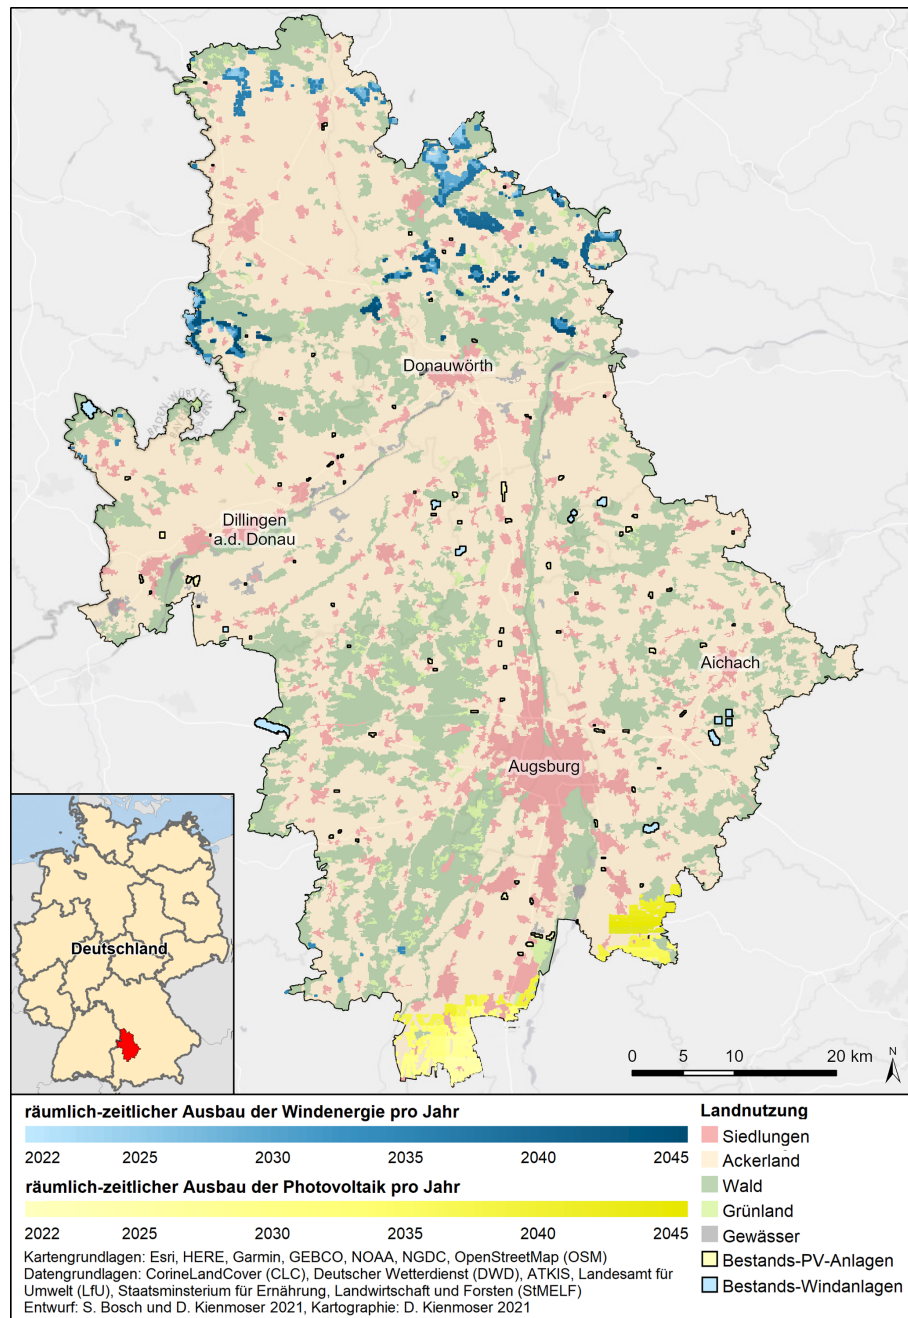 Donauwörth
BADEN-WÜRTT
BAYERN
Dillingen
a.d. Donau
Aichach
Augsburg
Deutschland
0 5 10 20 km
N
räumlich-zeitlicher Ausbau der Windenergie pro Jahr
2022 2025 2030 2035 2040 2045
räumlich-zeitlicher Ausbau der Photovoltaik pro Jahr
2022 2025 2030 2035 2040 2045
Kartengrundlagen: Esri, HERE, Garmin, GEBCO, NOAA, NGDC, OpenStreetMap (OSM)
Datengrundlagen: CorineLandCover (CLC), Deutscher Wetterdienst (DWD), ATKIS, Landesamt für
Umwelt (LfU), Staatsminsterium für Ernährung, Landwirtschaft und Forsten (StMELF)
Entwurf: S. Bosch und D. Kienmoser 2021, Kartographie: D. Kienmoser 2021
Landnutzung
Siedlungen
Ackerland
Wald
Grünland
Gewässer
Bestands-PV-Anlagen
Bestands-Windanlagen